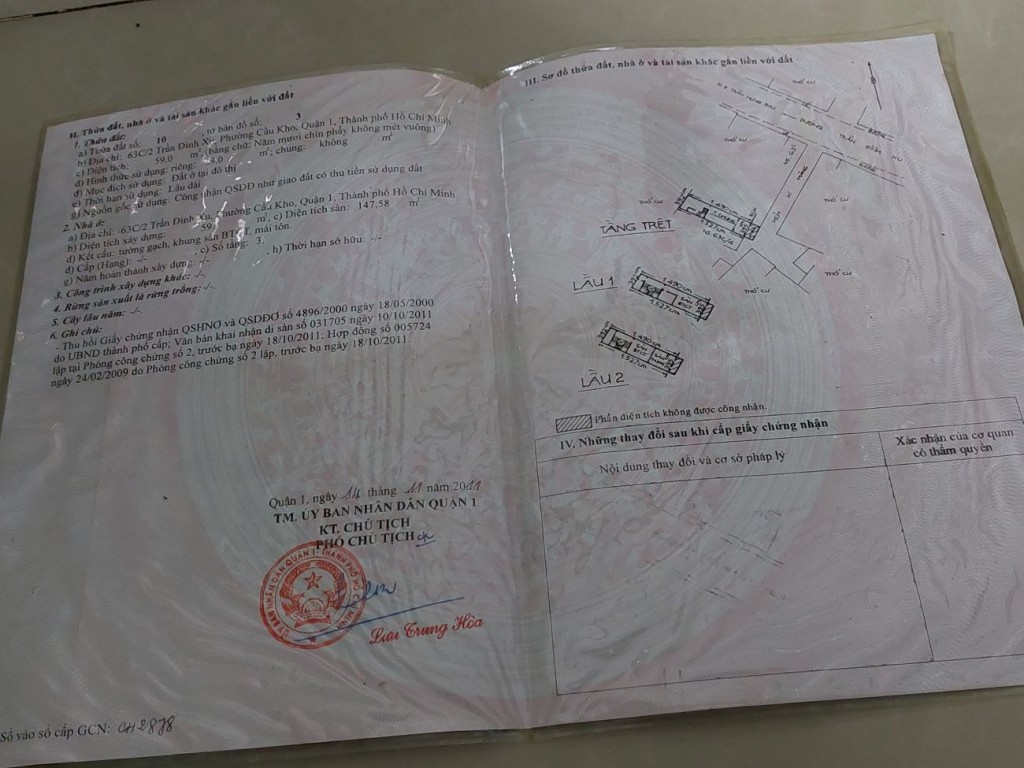 II. Thửa đất, nhà ở và tài sản khác gắn liền với đất
1. Thửa đất:
a) Thửa đất số: 10 , tờ bản đồ số: 3
b) Địa chỉ: 63C/2 Trần Đình Xu, Phường Cầu Kho, Quận 1, Thành phố Hồ Chí Minh
c) Diện tích: 59,0 m² (bằng chữ: Năm mươi chín phẩy không mét vuông)
d) Hình thức sử dụng: riêng: 59,0 m²; chung: không m²
đ) Mục đích sử dụng: Đất ở tại đô thị
e) Thời hạn sử dụng: Lâu dài
g) Nguồn gốc sử dụng: Công nhận QSDĐ như giao đất có thu tiền sử dụng đất
2. Nhà ở:
a) Địa chỉ: 63C/2 Trần Đình Xu, Phường Cầu Kho, Quận 1, Thành phố Hồ Chí Minh
b) Diện tích xây dựng: 59, m², c) Diện tích sàn: 147,58 m²
d) Kết cấu: tường gạch, khung sàn BTCT, mái tôn.
đ) Cấp (Hạng): -/- , e) Số tầng: 3.
g) Năm hoàn thành xây dựng: -/- , h) Thời hạn sở hữu: -/-
3. Công trình xây dựng khác: -/-.
4. Rừng sản xuất là rừng trồng: -/-.
5. Cây lâu năm: -/-.
6. Ghi chú:
- Thu hồi Giấy chứng nhận QSHNƠ và QSDĐƠ số 4896/2000 ngày 18/05/2000
do UBND thành phố cấp; Văn bản khai nhận di sản số 031705 ngày 10/10/2011
lập tại Phòng công chứng số 2, trước bạ ngày 18/10/2011; Hợp đồng số 005724
ngày 24/02/2009 do Phòng công chứng số 2 lập, trước bạ ngày 18/10/2011.
Quận 1, ngày 14 tháng 11 năm 2011
TM. ỦY BAN NHÂN DÂN QUẬN 1
KT. CHỦ TỊCH
PHÓ CHỦ TỊCH
Lưu Trung Hòa
Số vào sổ cấp GCN: CH 2878
III. Sơ đồ thửa đất, nhà ở và tài sản khác gắn liền với đất
THỔ CƯ
THỔ CƯ
ĐƯỜNG TRẦN ĐÌNH XU
THỔ CƯ
TẦNG TRỆT
THỔ CƯ
THỔ CƯ
LẦU 1
LẦU 2
Phần diện tích không được công nhận.
IV. Những thay đổi sau khi cấp giấy chứng nhận
Nội dung thay đổi và cơ sở pháp lý
Xác nhận của cơ quan
có thẩm quyền